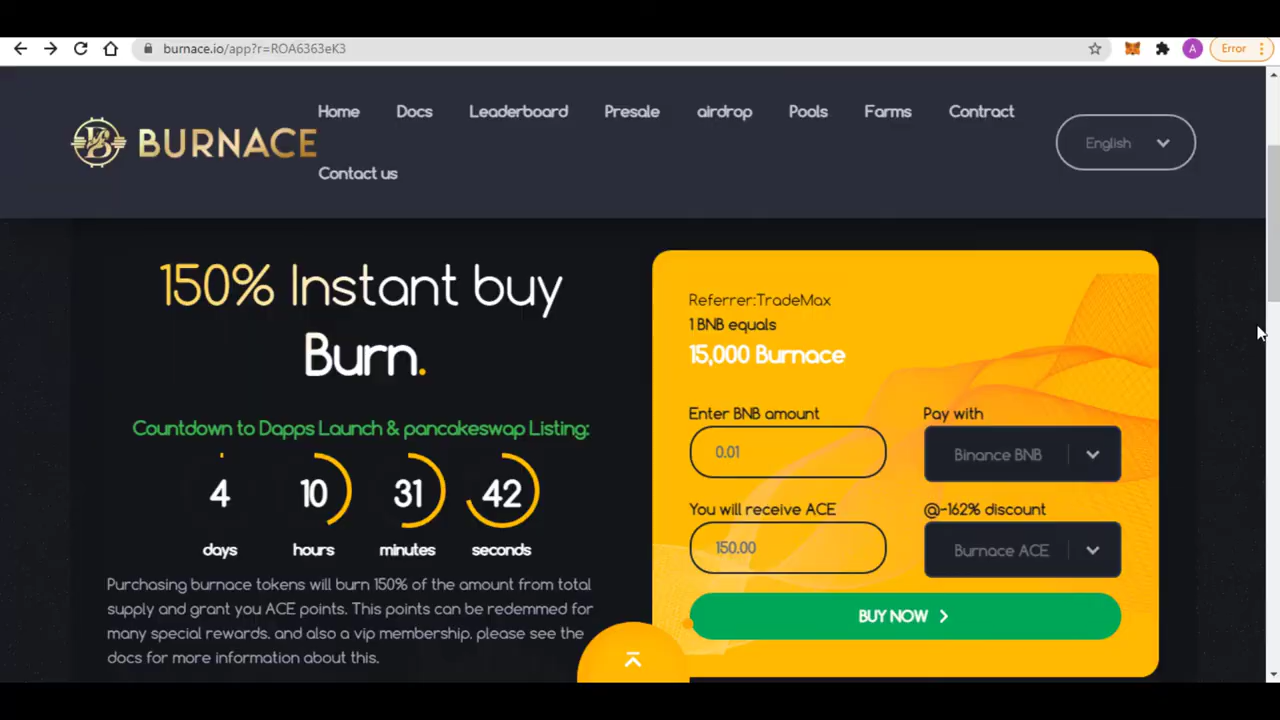 burnace.io/app?r=ROA6363eK3
A
Error
BURNACE
Home Docs Leaderboard Presale airdrop Pools Farms Contract
Contact us
English
150% Instant buy
Burn.
Countdown to Dapps Launch & pancakeswap Listing:
4 10 31 42
days hours minutes seconds
Purchasing burnace tokens will burn 150% of the amount from total
supply and grant you ACE points. This points can be redemmed for
many special rewards. and also a vip membership. please see the
docs for more information about this.
Referrer:TradeMax
1 BNB equals
15,000 Burnace
Enter BNB amount Pay with
0.01 Binance BNB
You will receive ACE @-162% discount
150.00 Burnace ACE
BUY NOW